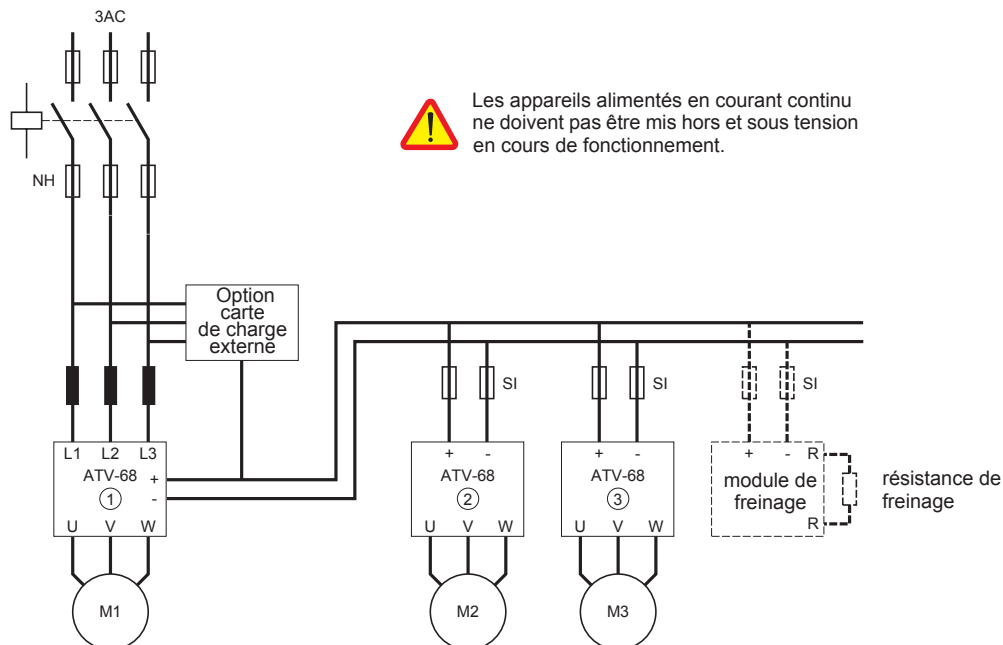 3AC
Les appareils alimentés en courant continu
ne doivent pas être mis hors et sous tension
en cours de fonctionnement.
NH
Option
carte
de charge
externe
SI
SI
SI
L1 L2 L3
ATV-68
+
1
-
U V W
M1
+ -
ATV-68
2
U V W
M2
+ -
ATV-68
3
U V W
M3
+ - R
module de
freinage
R
résistance de
freinage